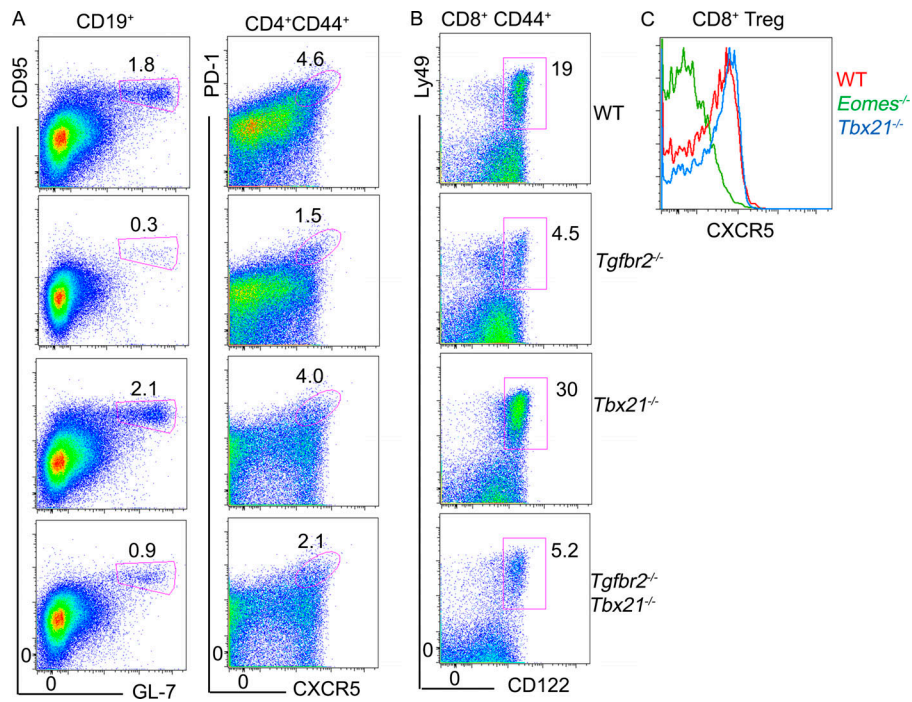 A
CD19⁺
CD4⁺CD44⁺
B
CD8⁺ CD44⁺
C
CD8⁺ Treg
CD95
1.8
PD-1
4.6
Ly49
19
WT
WT
Eomes⁻/⁻
Tbx21⁻/⁻
CXCR5
0.3
1.5
4.5
Tgfbr2⁻/⁻
2.1
4.0
30
Tbx21⁻/⁻
0.9
2.1
5.2
Tgfbr2⁻/⁻
Tbx21⁻/⁻
0
0
0
0
0
0
GL-7
CXCR5
CD122